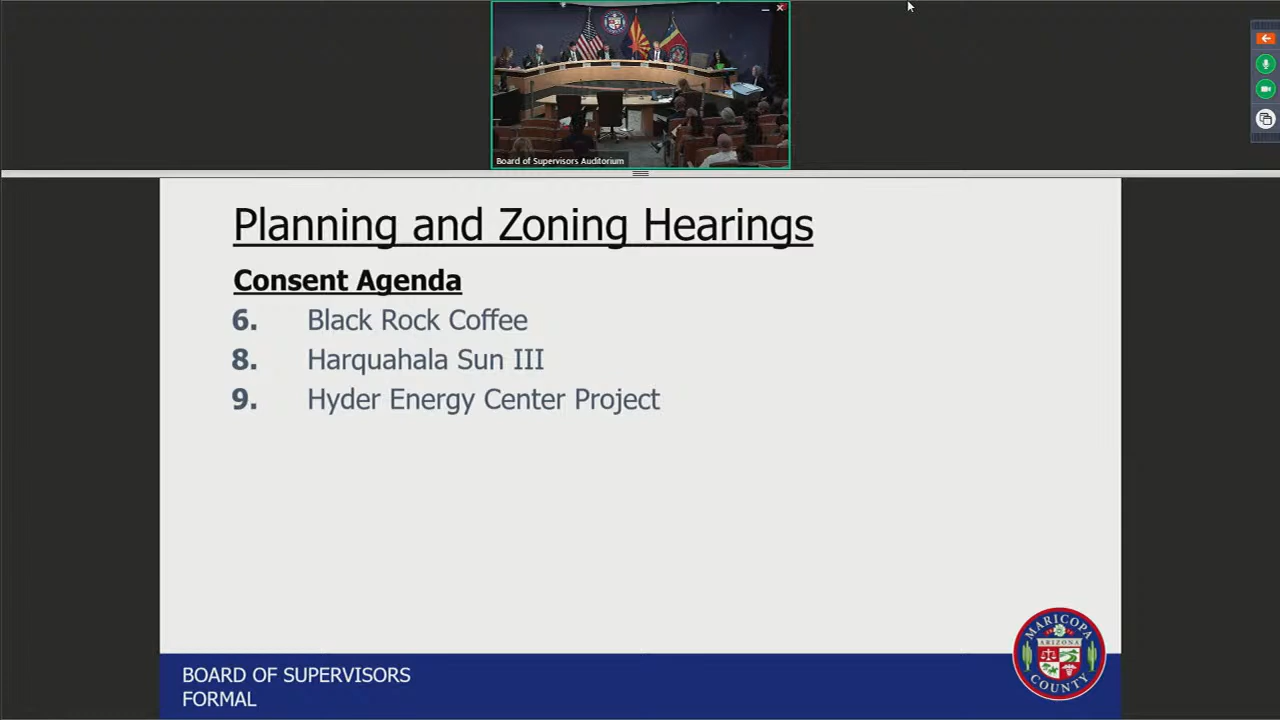 Board of Supervisors Auditorium
Planning and Zoning Hearings
Consent Agenda
6. Black Rock Coffee
8. Harquahala Sun III
9. Hyder Energy Center Project
BOARD OF SUPERVISORS
FORMAL
MARICOPA
ARIZONA
COUNTY